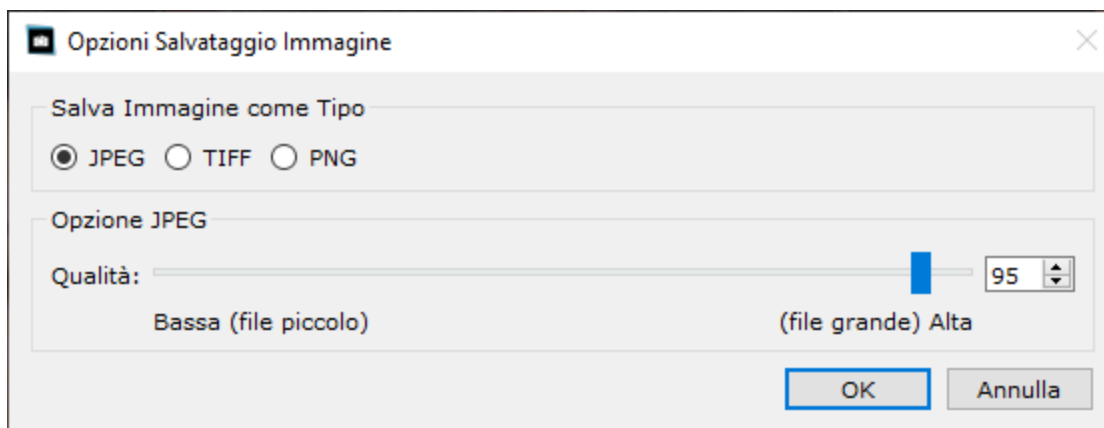 Opzioni Salvataggio Immagine
Salva Immagine come Tipo
JPEG TIFF PNG
Opzione JPEG
Qualità: 95
Bassa (file piccolo) (file grande) Alta
OK Annulla